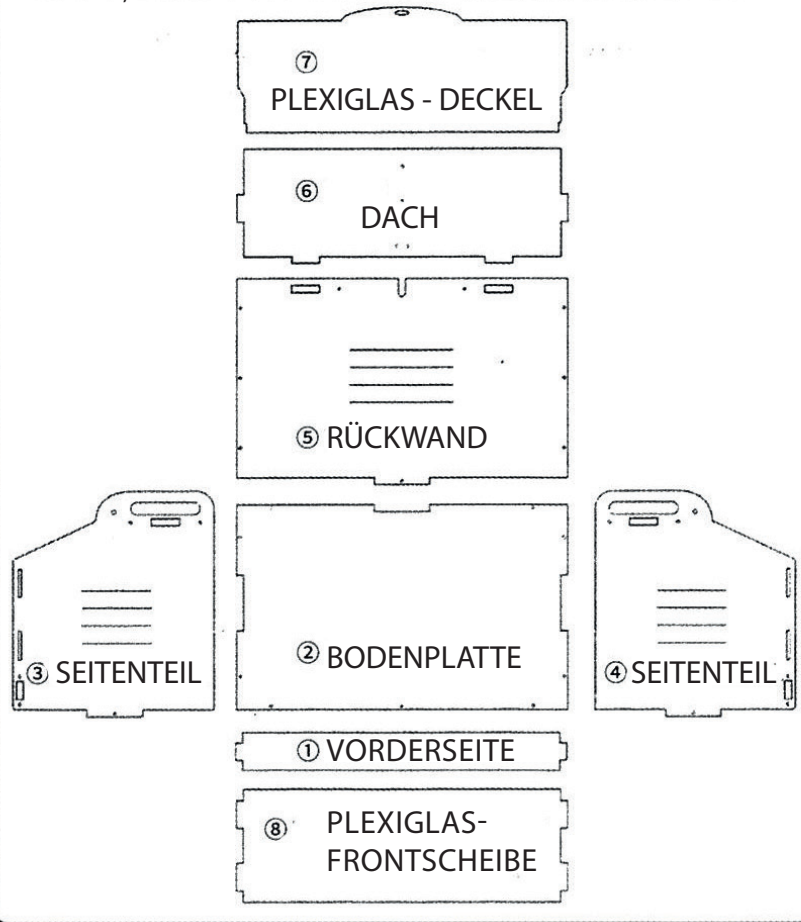 ⑦
PLEXIGLAS - DECKEL
⑥
DACH
⑤ RÜCKWAND
③ SEITENTEIL
② BODENPLATTE
④ SEITENTEIL
① VORDERSEITE
⑧ PLEXIGLAS-
FRONTSCHEIBE